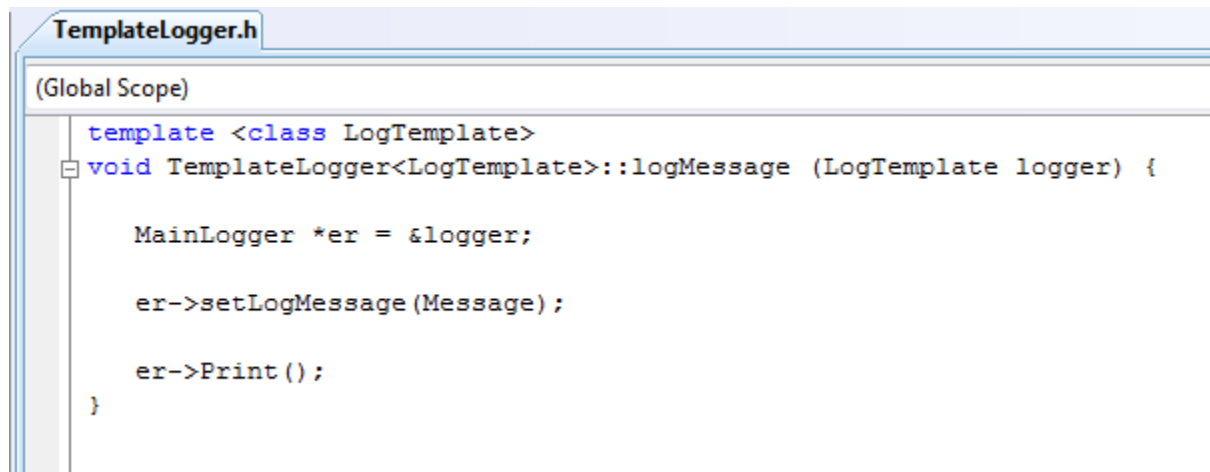 TemplateLogger.h
(Global Scope)
template <class LogTemplate>
void TemplateLogger<LogTemplate>::logMessage (LogTemplate logger) {
MainLogger *er = &logger;
er->setLogMessage(Message);
er->Print();
}